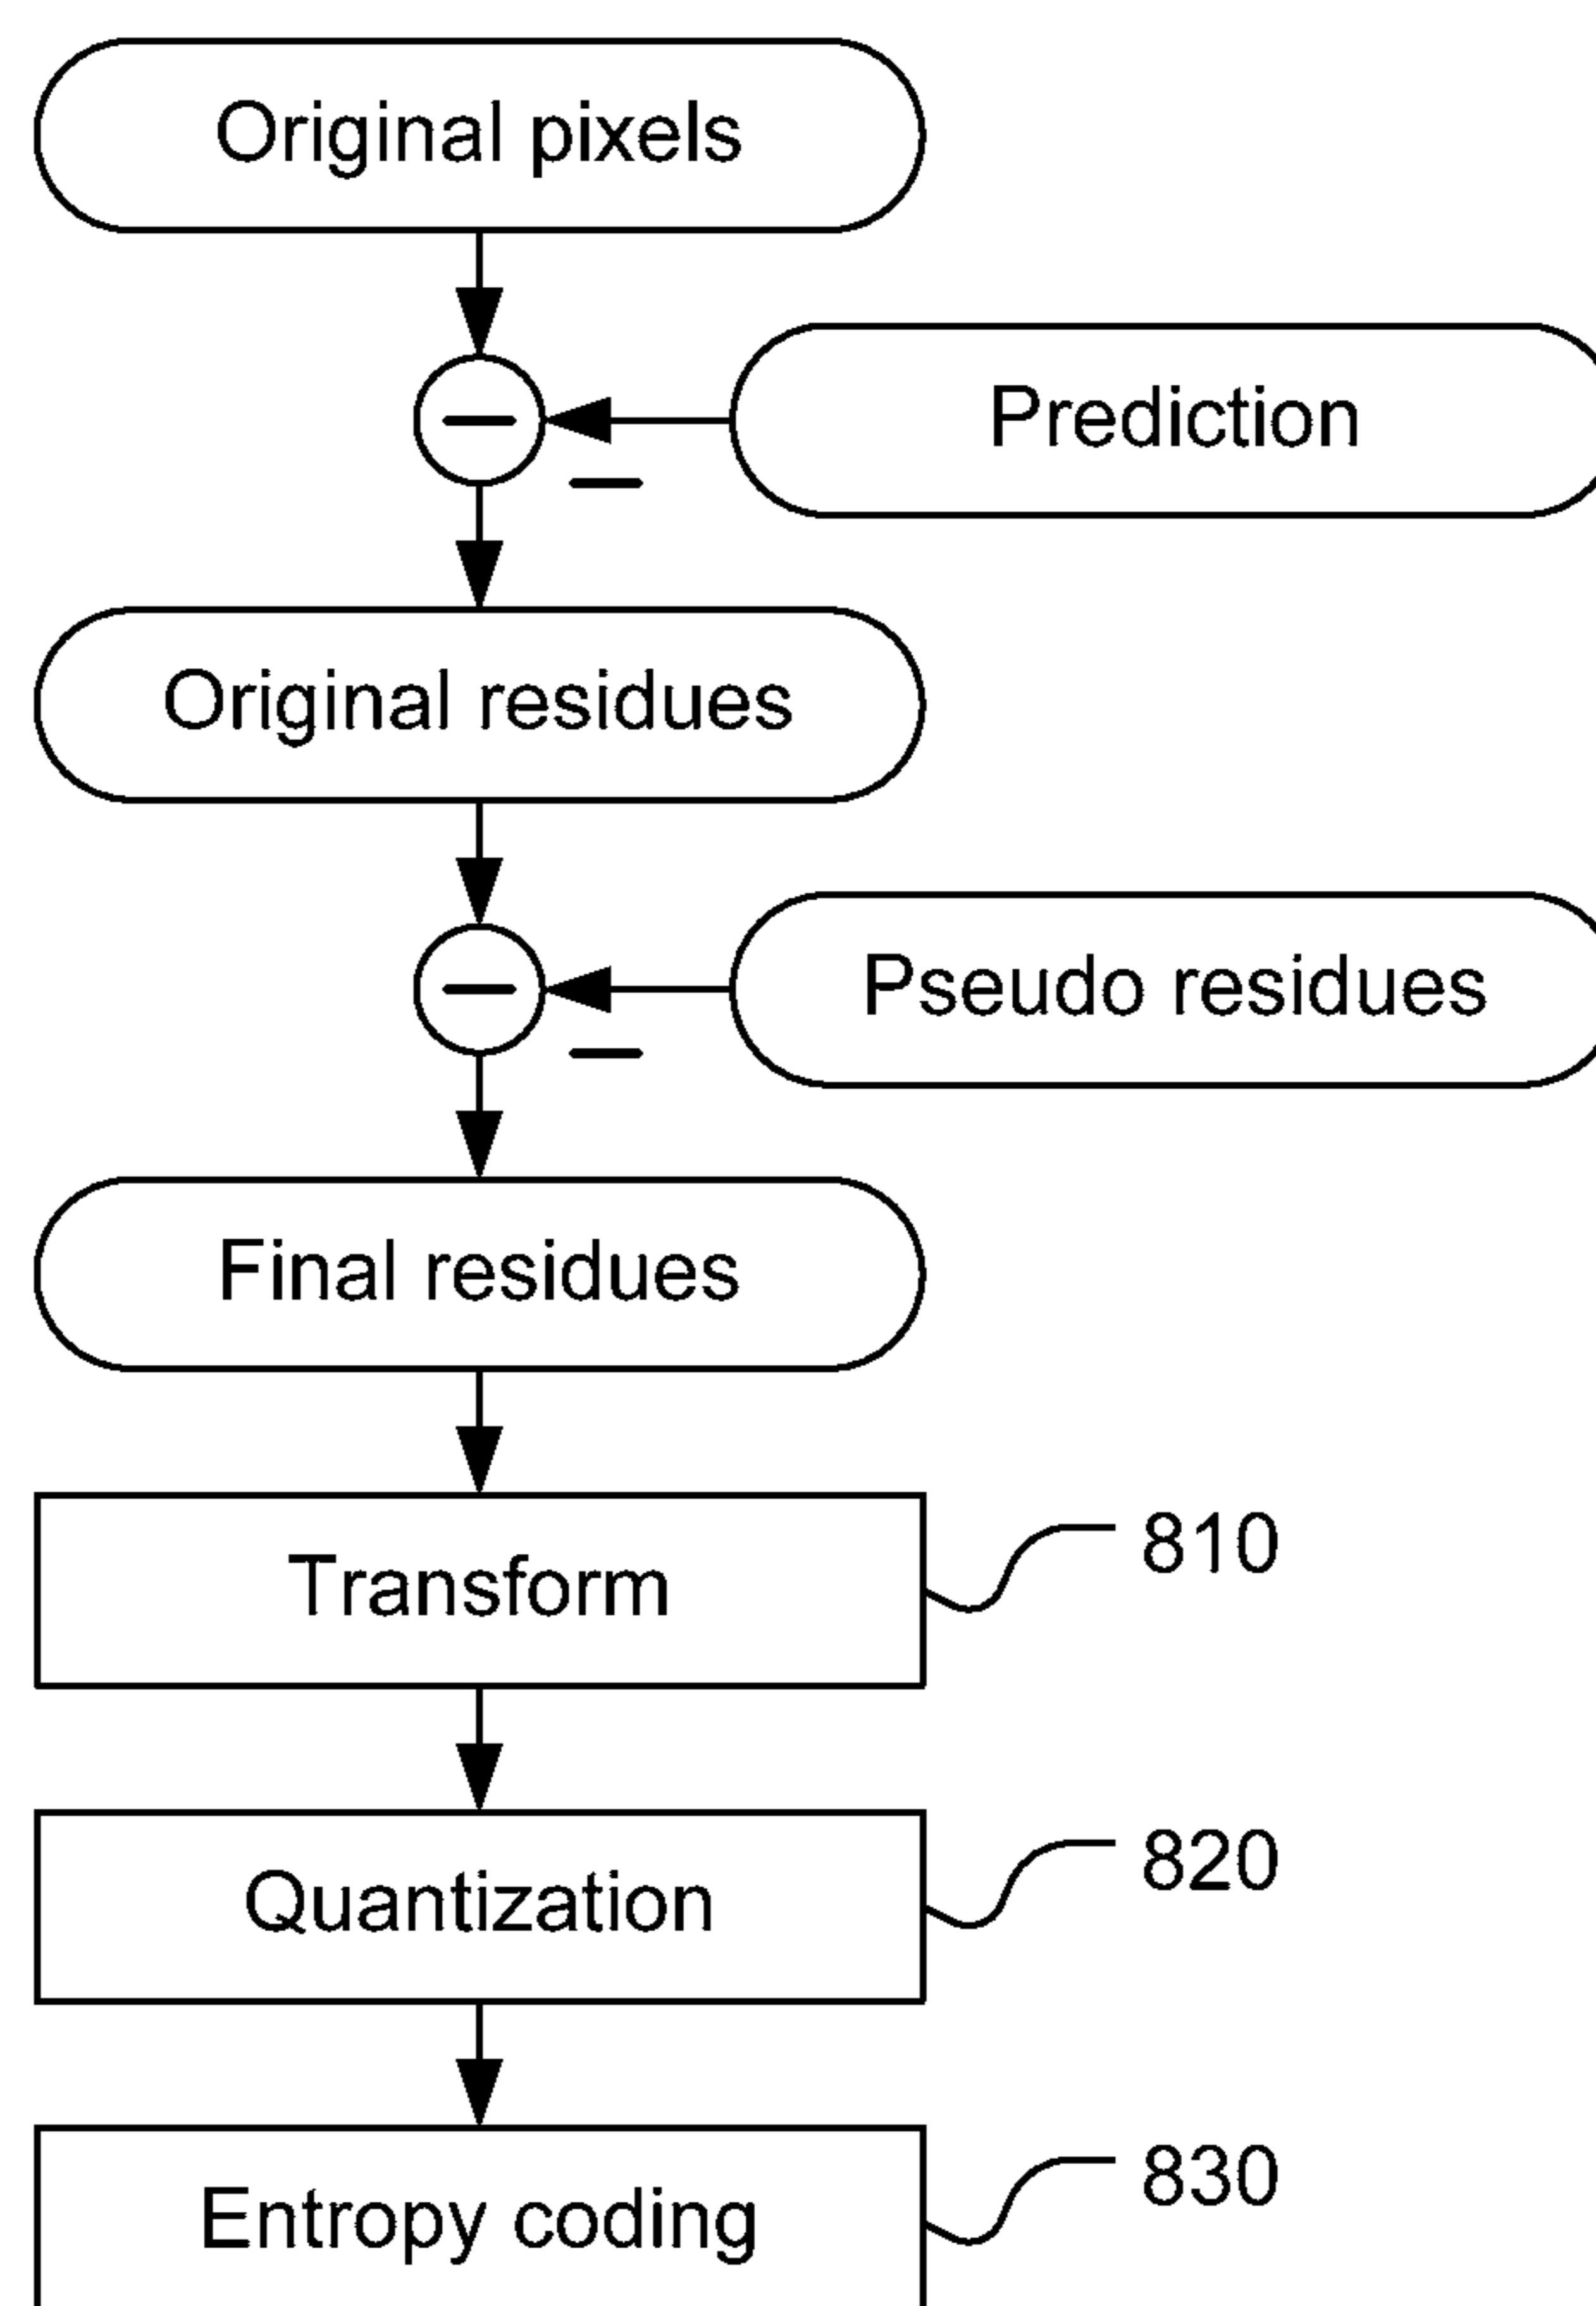 Original pixels
Prediction
Original residues
Pseudo residues
Final residues
Transform
810
Quantization
820
Entropy coding
830